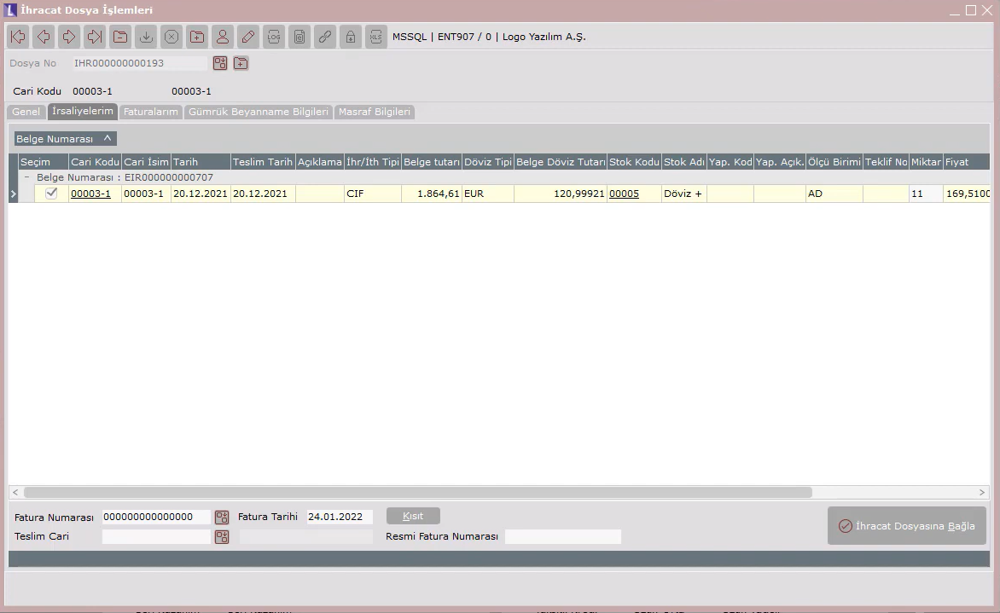 İhracat Dosya İşlemleri
LOG XLS MSSQL | ENT907 / 0 | Logo Yazılım A.Ş.
Dosya No IHR000000000193
Cari Kodu 00003-1 00003-1
Genel İrsaliyelerim Faturalarım Gümrük Beyanname Bilgileri Masraf Bilgileri
Belge Numarası
Seçim Cari Kodu Cari İsim Tarih Teslim Tarih Açıklama İhr/İth Tipi Belge tutarı Döviz Tipi Belge Döviz Tutarı Stok Kodu Stok Adı Yap. Kod Yap. Açık. Ölçü Birimi Teklif No Miktar Fiyat
Belge Numarası : EIR000000000707
00003-1 00003-1 20.12.2021 20.12.2021 CIF 1.864,61 EUR 120,99921 00005 Döviz + AD 11 169,5100
Fatura Numarası 000000000000000 Fatura Tarihi 24.01.2022 Kısıt
İhracat Dosyasına Bağla
Teslim Cari Resmi Fatura Numarası